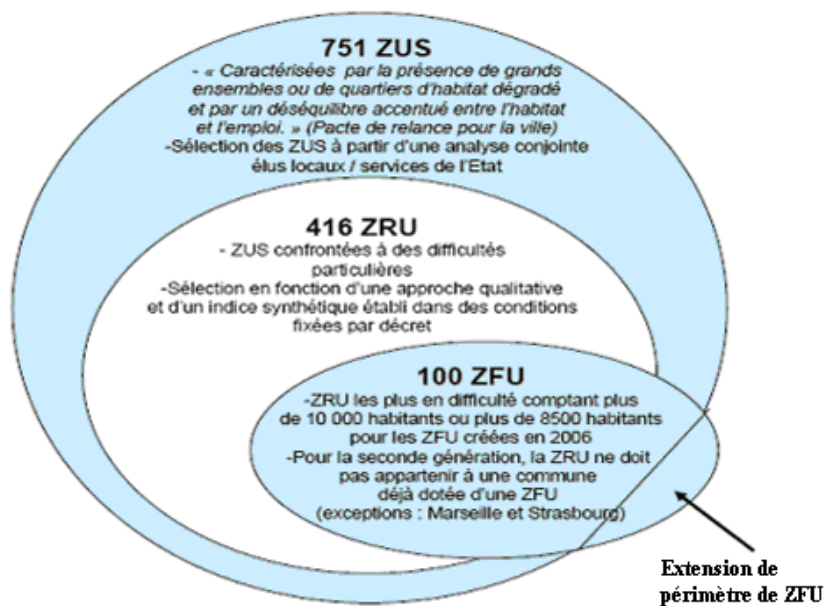 751 ZUS
- « Caractérisées par la présence de grands
ensembles ou de quartiers d'habitat dégradé
et par un déséquilibre accentué entre l'habitat
et l'emploi. » (Pacte de relance pour la ville)
-Sélection des ZUS à partir d'une analyse conjointe
élus locaux / services de l'Etat
416 ZRU
- ZUS confrontées à des difficultés
particulières
-Sélection en fonction d'une approche qualitative
et d'un indice synthétique établi dans des conditions
fixées par décret
100 ZFU
-ZRU les plus en difficulté comptant plus
de 10 000 habitants ou plus de 8500 habitants
pour les ZFU créées en 2006
-Pour la seconde génération, la ZRU ne doit
pas appartenir à une commune
déjà dotée d'une ZFU
(exceptions : Marseille et Strasbourg)
Extension de
périmètre de ZFU